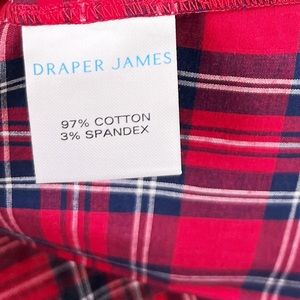 DRAPER JAMES
97% COTTON
3% SPANDEX